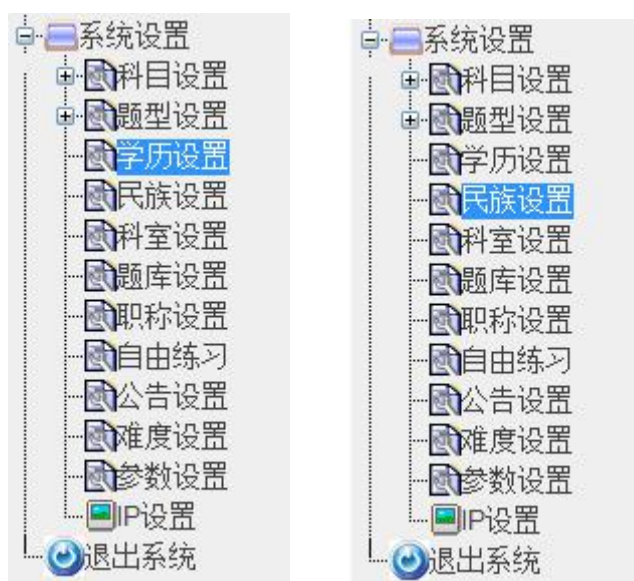 系统设置
科目设置
题型设置
学历设置
民族设置
科室设置
题库设置
职称设置
自由练习
公告设置
难度设置
参数设置
IP设置
退出系统
系统设置
科目设置
题型设置
学历设置
民族设置
科室设置
题库设置
职称设置
自由练习
公告设置
难度设置
参数设置
IP设置
退出系统